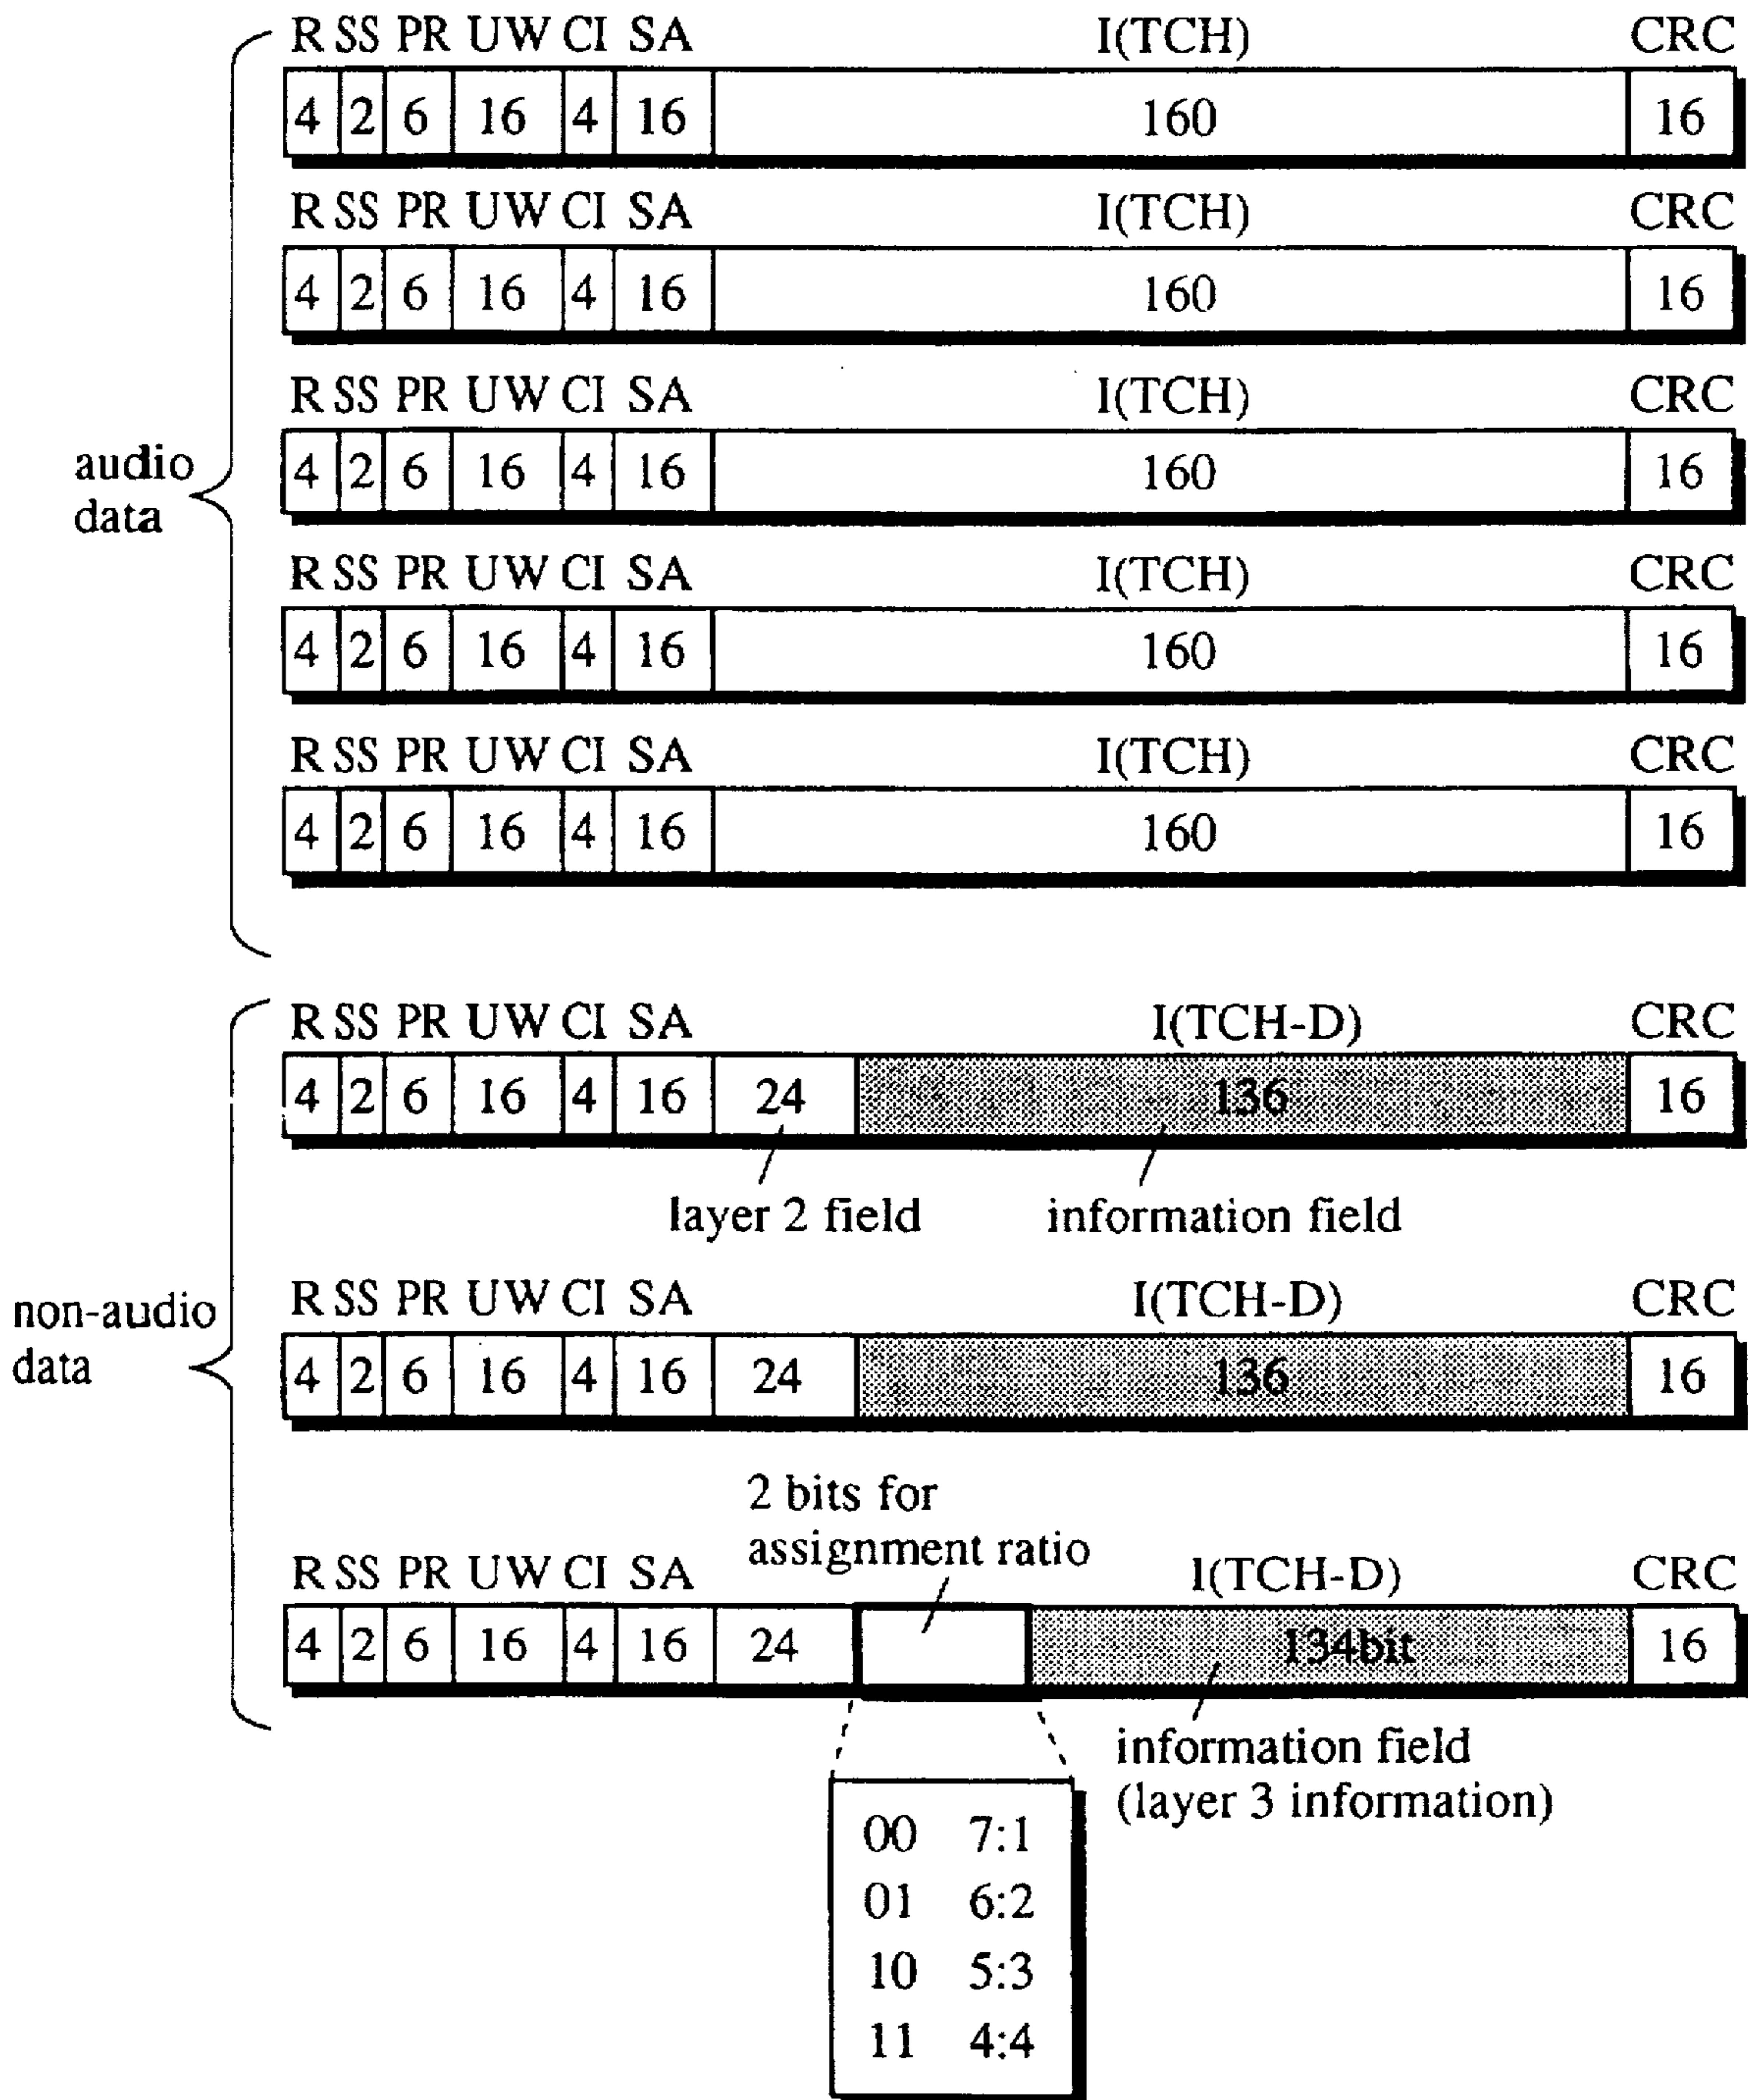 R SS PR UW CI SA I(TCH) CRC
4 2 6 16 4 16 160 16
R SS PR UW CI SA I(TCH) CRC
4 2 6 16 4 16 160 16
R SS PR UW CI SA I(TCH) CRC
4 2 6 16 4 16 160 16
audio
data
R SS PR UW CI SA I(TCH) CRC
4 2 6 16 4 16 160 16
R SS PR UW CI SA I(TCH) CRC
4 2 6 16 4 16 160 16
R SS PR UW CI SA I(TCH-D) CRC
4 2 6 16 4 16 24 136 16
layer 2 field information field
non-audio
data
R SS PR UW CI SA I(TCH-D) CRC
4 2 6 16 4 16 24 136 16
2 bits for
assignment ratio
R SS PR UW CI SA I(TCH-D) CRC
4 2 6 16 4 16 24 134bit 16
information field
(layer 3 information)
00 7:1
01 6:2
10 5:3
11 4:4